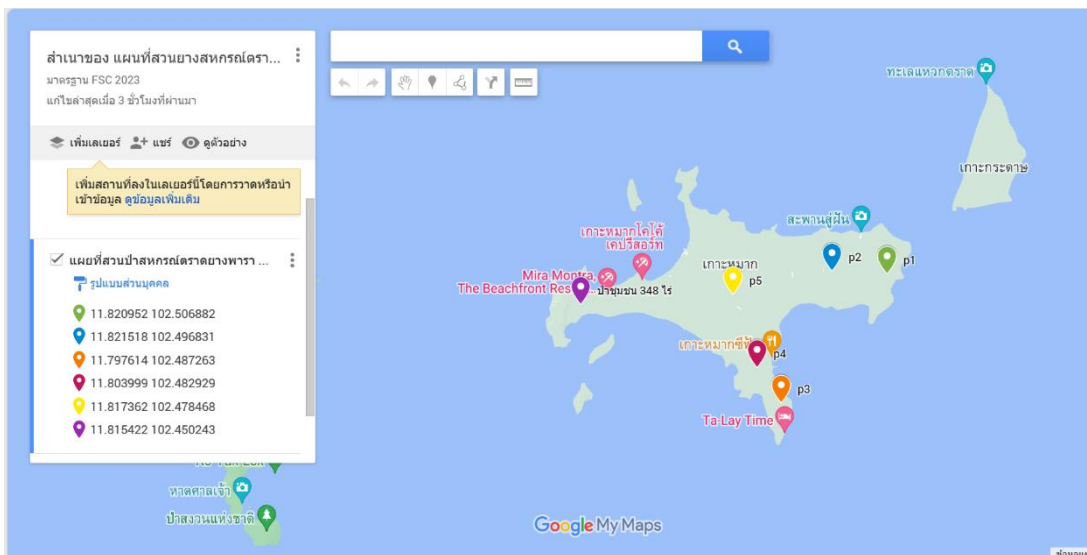 สำเนาของ แผนที่สวนยางสหกรณ์ตรา...
มาตรฐาน FSC 2023
แก้ไขล่าสุดเมื่อ 3 ชั่วโมงที่ผ่านมา
เพิ่มเลเยอร์ แชร์ ดูตัวอย่าง
เพิ่มสถานที่ลงในเลเยอร์นี้โดยการวาดหรือนำ
เข้าข้อมูล ดูข้อมูลเพิ่มเติม
แผยที่สวนป่าสหกรณ์ตราดยางพารา ...
รูปแบบส่วนบุคคล
11.820952 102.506882
11.821518 102.496831
11.797614 102.487263
11.803999 102.482929
11.817362 102.478468
11.815422 102.450243
หาดศาลเจ้า
ป่าสงวนแห่งชาติ
ทะเลแหวกตราด
เกาะกระดาษ
สะพานสู่ฝัน
p2
p1
เกาะหมากโคโค่
เคปรีสอร์ท
เกาะหมาก
p5
Mira Montra,
The Beachfront Res
ป่าชุมชน 348 ไร่
p4
p3
Ta-Lay Time
Google My Maps